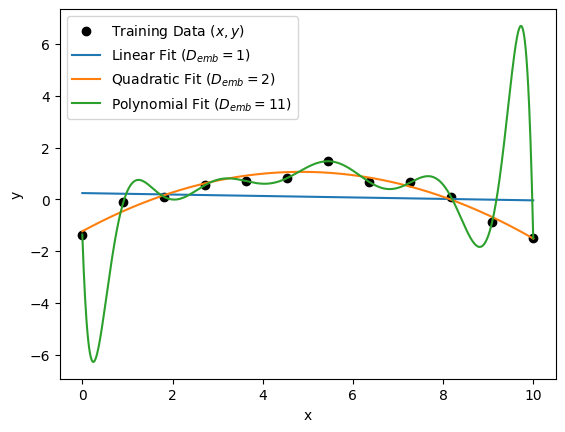 Training Data (x, y)
Linear Fit (D_emb = 1)
Quadratic Fit (D_emb = 2)
Polynomial Fit (D_emb = 11)
6
4
2
0
−2
−4
−6
y
0 2 4 6 8 10
x